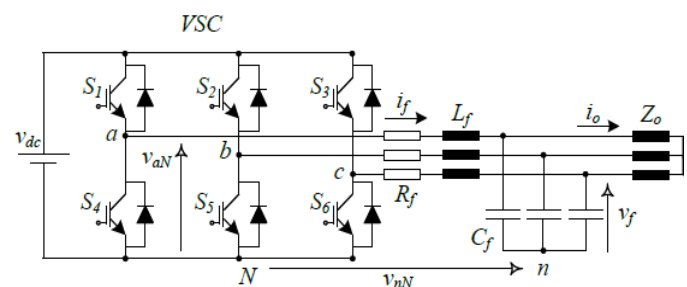 VSC
S1 S2 S3
if Lf io Zo
vdc a vaN b c
Rf
S4 S5 S6 Cf vf
N vnN n